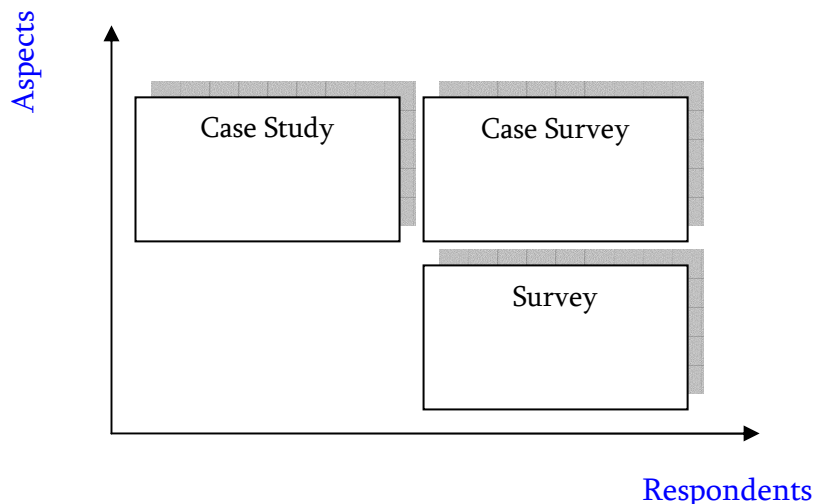 Aspects
Case Study
Case Survey
Survey
Respondents